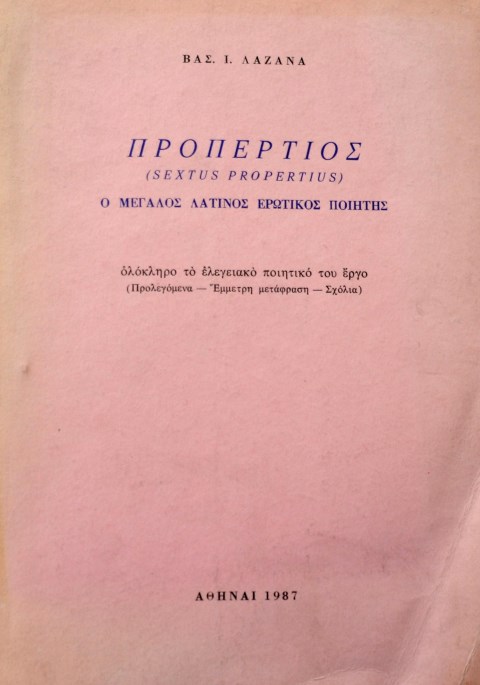 ΒΑΣ. Ι. ΛΑΖΑΝΑ
ΠΡΟΠΕΡΤΙΟΣ
(SEXTUS PROPERTIUS)
Ο ΜΕΓΑΛΟΣ ΛΑΤΙΝΟΣ ΕΡΩΤΙΚΟΣ ΠΟΙΗΤΗΣ
ὁλόκληρο τὸ ἐλεγειακὸ ποιητικό του ἔργο
(Προλεγόμενα — Ἔμμετρη μετάφραση — Σχόλια)
ΑΘΗΝΑΙ 1987